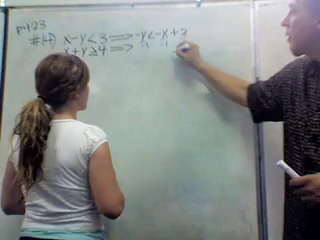 p423
#14) x-y<3 ⟹ -y<-x+3
x+y≥4 ⟹